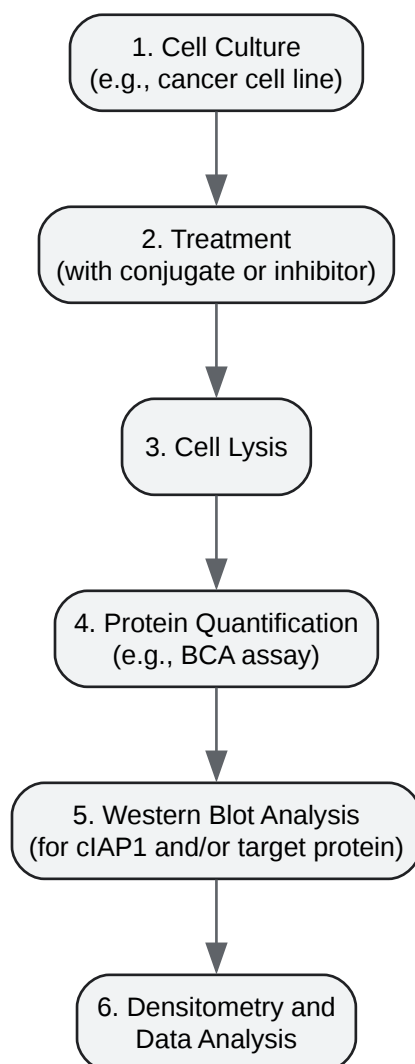 1. Cell Culture
(e.g., cancer cell line)
2. Treatment
(with conjugate or inhibitor)
3. Cell Lysis
4. Protein Quantification
(e.g., BCA assay)
5. Western Blot Analysis
(for cIAP1 and/or target protein)
6. Densitometry and
Data Analysis